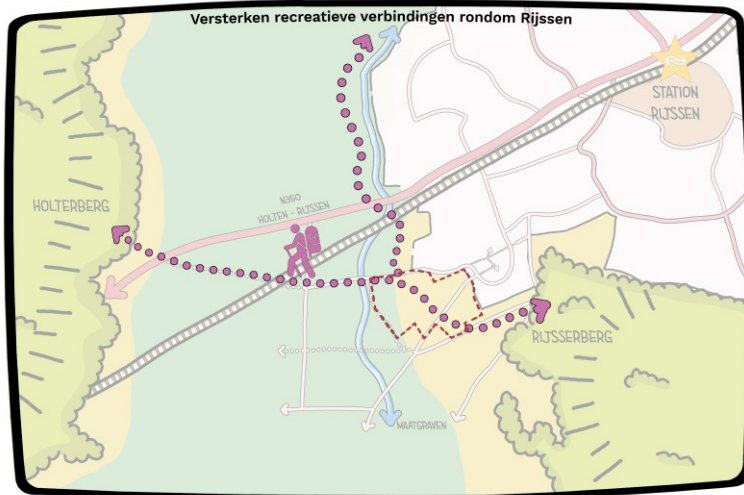 Versterken recreatieve verbindingen rondom Rijssen
STATION
RIJSSEN
HOLTERBERG
N350
HOLTEN - RIJSSEN
RIJSSERBERG
MAATGRAVEN